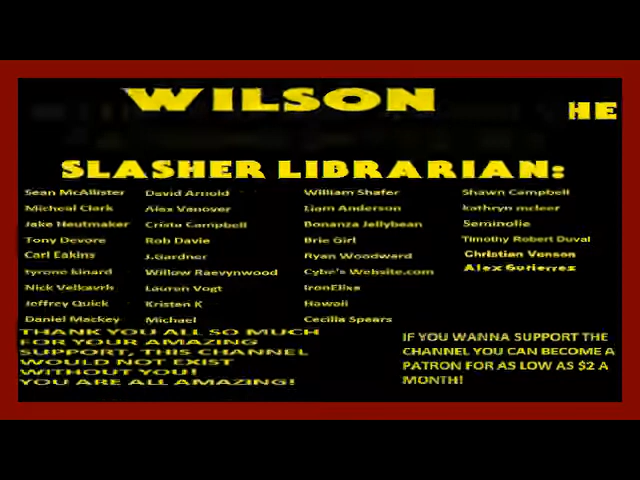 WILSON
HE
SLASHER LIBRARIAN:
Sean McAllister
Micheal Clark
Jake Heutmaker
Tony Devore
Carl Eakins
tyrone kinard
Nick Velkavrh
Joffrey Quick
Daniel Mackey
David Arnold
Alex Vanover
Crista Campbell
Rob Davie
J.Gardner
Willow Raevynwood
Lauren Vogt
Kristen K
Michael
William Shafer
Liam Anderson
Bonanza Jellybean
Brie Girl
Ryan Woodward
Cybr's Website.com
IronElixa
Hawaii
Cecilia Spears
Shawn Campbell
kathryn mcleer
Seminolie
Timothy Robert Duval
Christian Venson
Alex Gutierrez
THANK YOU ALL SO MUCH
FOR YOUR AMAZING
SUPPORT, THIS CHANNEL
WOULD NOT EXIST
WITHOUT YOU!
YOU ARE ALL AMAZING!
IF YOU WANNA SUPPORT THE
CHANNEL YOU CAN BECOME A
PATRON FOR AS LOW AS $2 A
MONTH!